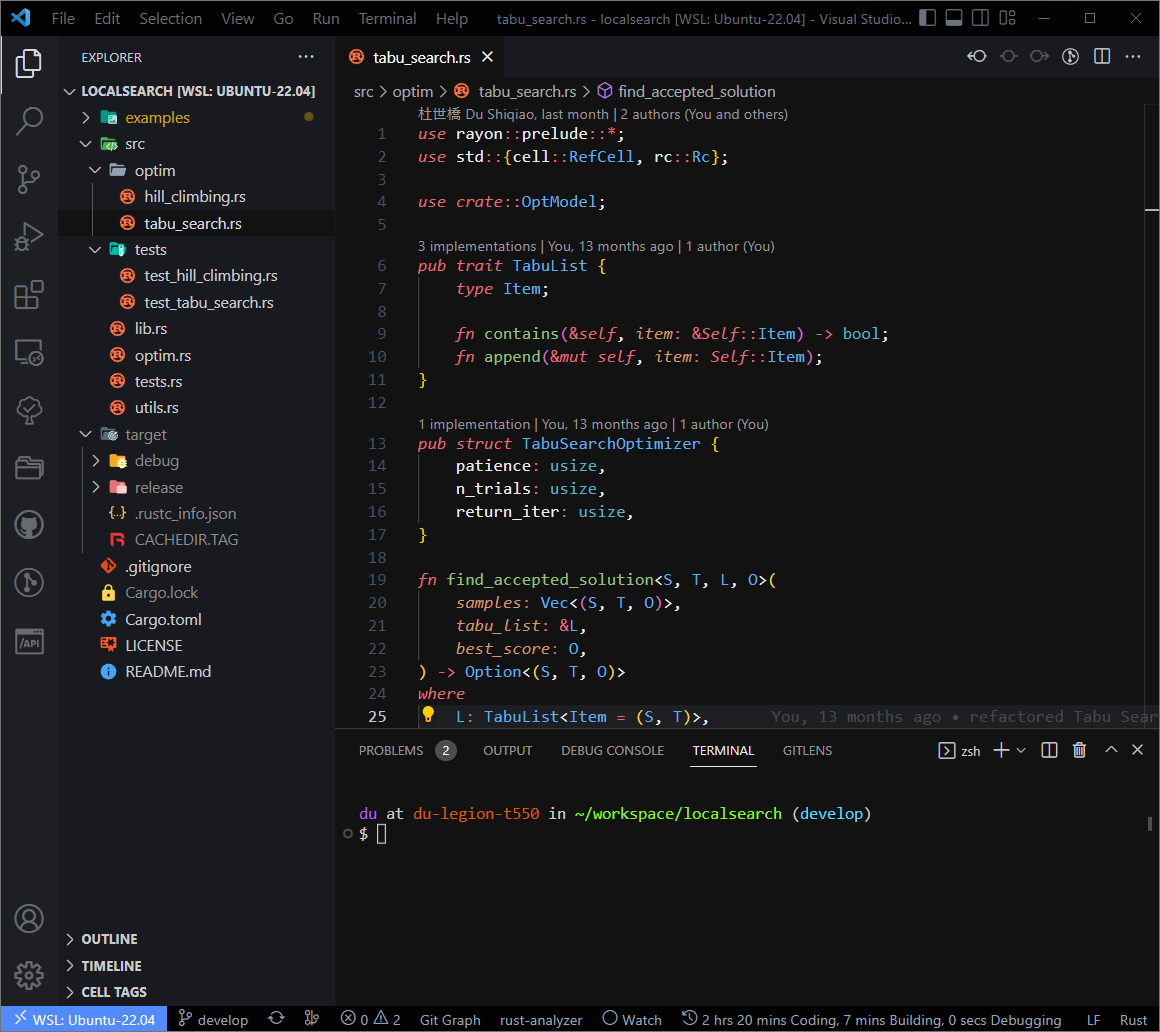 File Edit Selection View Go Run Terminal Help tabu_search.rs - localsearch [WSL: Ubuntu-22.04] - Visual Studio...
EXPLORER
LOCALSEARCH [WSL: UBUNTU-22.04]
examples
src
optim
hill_climbing.rs
tabu_search.rs
tests
test_hill_climbing.rs
test_tabu_search.rs
lib.rs
optim.rs
tests.rs
utils.rs
target
debug
release
.rustc_info.json
CACHEDIR.TAG
.gitignore
Cargo.lock
Cargo.toml
LICENSE
README.md
OUTLINE
TIMELINE
CELL TAGS
/API
tabu_search.rs
src > optim > tabu_search.rs > find_accepted_solution
杜世橋 Du Shiqiao, last month | 2 authors (You and others)
1 use rayon::prelude::*;
2 use std::{cell::RefCell, rc::Rc};
3
4 use crate::OptModel;
5
3 implementations | You, 13 months ago | 1 author (You)
6 pub trait TabuList {
7 type Item;
8
9 fn contains(&self, item: &Self::Item) -> bool;
10 fn append(&mut self, item: Self::Item);
11 }
12
1 implementation | You, 13 months ago | 1 author (You)
13 pub struct TabuSearchOptimizer {
14 patience: usize,
15 n_trials: usize,
16 return_iter: usize,
17 }
18
19 fn find_accepted_solution<S, T, L, O>(
20 samples: Vec<(S, T, O)>,
21 tabu_list: &L,
22 best_score: O,
23 ) -> Option<(S, T, O)>
24 where
25 L: TabuList<Item = (S, T)>, You, 13 months ago • refactored Tabu Sear
PROBLEMS 2 OUTPUT DEBUG CONSOLE TERMINAL GITLENS zsh
du at du-legion-t550 in ~/workspace/localsearch (develop)
$
WSL: Ubuntu-22.04 develop 0 2 Git Graph rust-analyzer Watch 2 hrs 20 mins Coding, 7 mins Building, 0 secs Debugging LF Rust